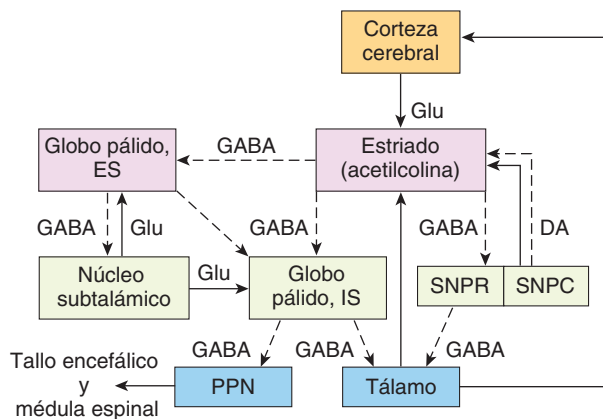 Corteza
cerebral
Glu
Globo pálido,
ES
GABA
Estriado
(acetilcolina)
GABA
Glu
GABA
GABA
DA
Núcleo
subtalámico
Glu
Globo
pálido, IS
SNPR
SNPC
GABA
GABA
GABA
Tallo encefálico
y
médula espinal
PPN
Tálamo